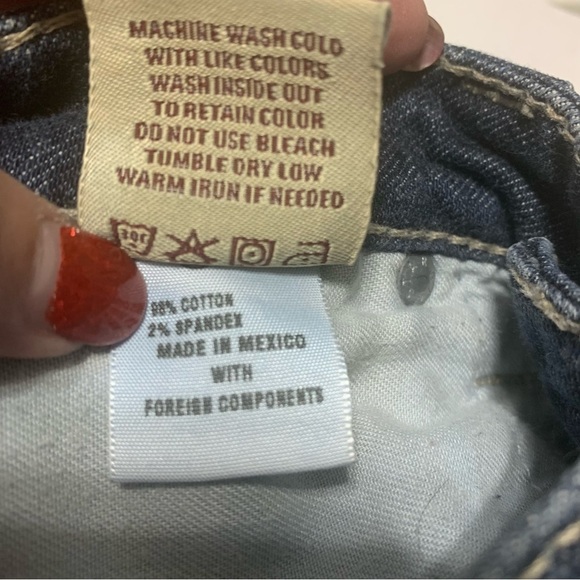 MACHINE WASH COLD
WITH LIKE COLORS
WASH INSIDE OUT
TO RETAIN COLOR
DO NOT USE BLEACH
TUMBLE DRY LOW
WARM IRON IF NEEDED
30C
98% COTTON
2% SPANDEX
MADE IN MEXICO
WITH
FOREIGN COMPONENTS